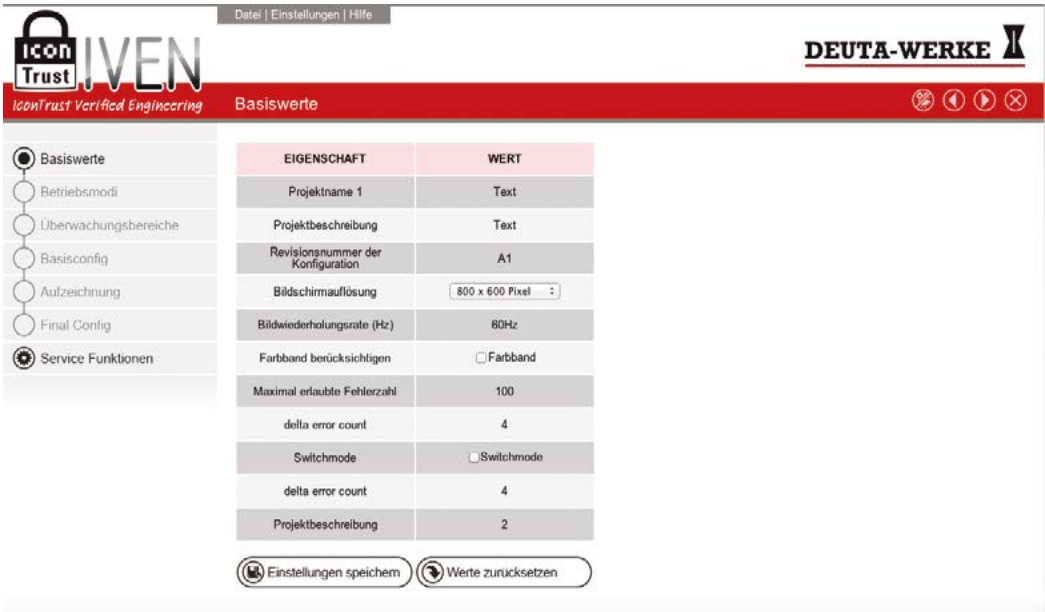 Datei | Einstellungen | Hilfe
Icon
Trust
IVEN
DEUTA-WERKE
IconTrust Verified Engineering
Basiswerte
Basiswerte
Betriebsmodi
Überwachungsbereiche
Basisconfig
Aufzeichnung
Final Config
Service Funktionen
EIGENSCHAFT WERT
Projektname 1 Text
Projektbeschreibung Text
Revisionsnummer der
Konfiguration A1
Bildschirmauflösung 800 x 600 Pixel
Bildwiederholungsrate (Hz) 60Hz
Farbband berücksichtigen Farbband
Maximal erlaubte Fehlerzahl 100
delta error count 4
Switchmode Switchmode
delta error count 4
Projektbeschreibung 2
Einstellungen speichern Werte zurücksetzen